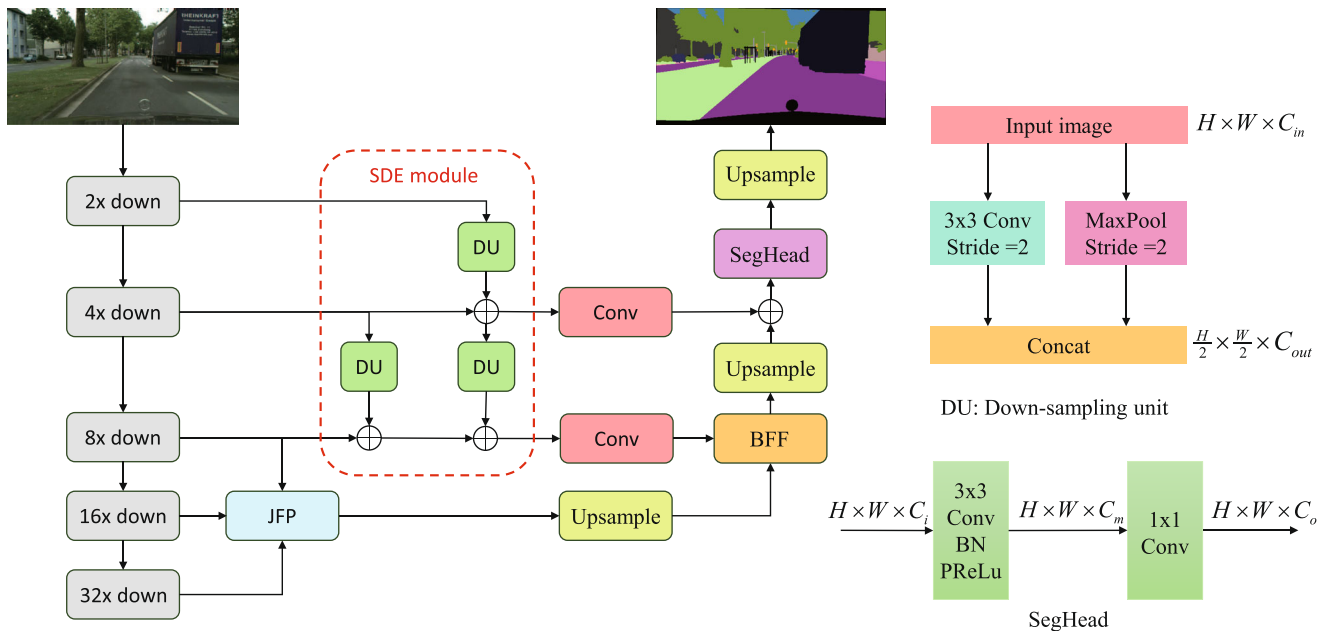 RHEINKRAFT
2x down
4x down
8x down
16x down
32x down
SDE module
DU
DU
DU
JFP
Conv
Conv
Upsample
Upsample
SegHead
Upsample
BFF
Input image
H × W × C_in
3x3 Conv
Stride =2
MaxPool
Stride =2
Concat
H/2 × W/2 × C_out
DU: Down-sampling unit
H × W × C_i
3x3
Conv
BN
PReLu
H × W × C_m
1x1
Conv
H × W × C_o
SegHead